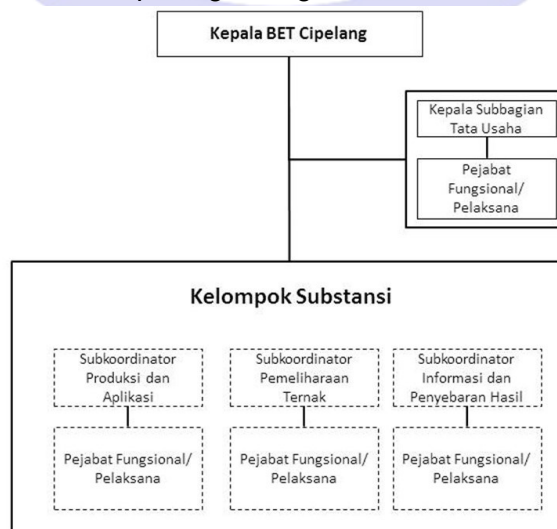 Kepala BET Cipelang
Kepala Subbagian
Tata Usaha
Pejabat
Fungsional/
Pelaksana
Kelompok Substansi
Subkoordinator
Produksi dan
Aplikasi
Subkoordinator
Pemeliharaan
Ternak
Subkoordinator
Informasi dan
Penyebaran Hasil
Pejabat Fungsional/
Pelaksana
Pejabat Fungsional/
Pelaksana
Pejabat Fungsional/
Pelaksana